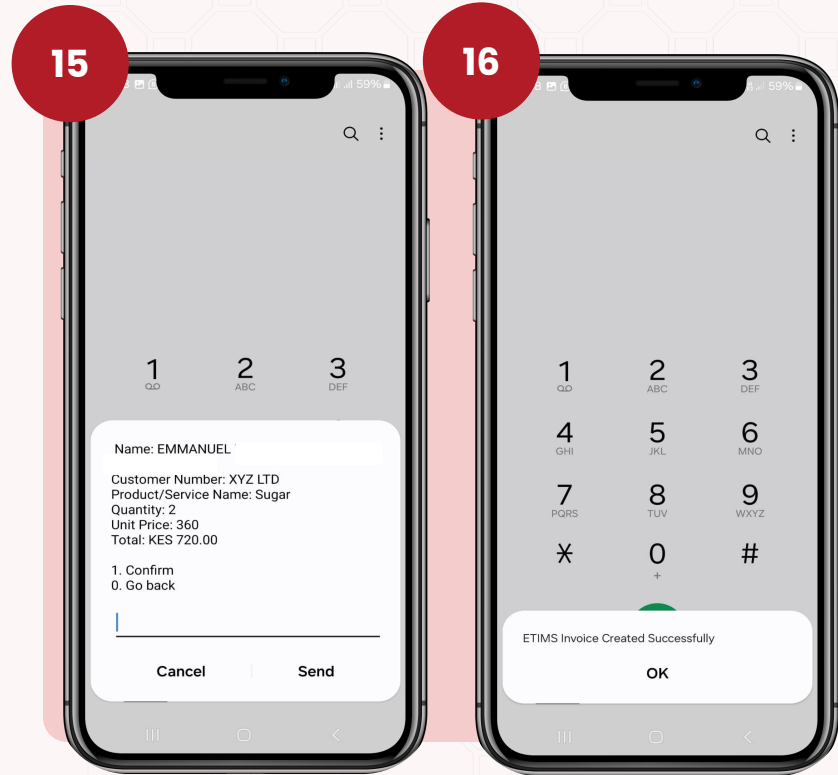 15
59%
1
2
3
ABC
DEF
Name: EMMANUEL
Customer Number: XYZ LTD
Product/Service Name: Sugar
Quantity: 2
Unit Price: 360
Total: KES 720.00
1. Confirm
0. Go back
Cancel
Send
16
59%
1
2
3
ABC
DEF
4
5
6
GHI
JKL
MNO
7
8
9
PQRS
TUV
WXYZ
*
0
#
+
ETIMS Invoice Created Successfully
OK